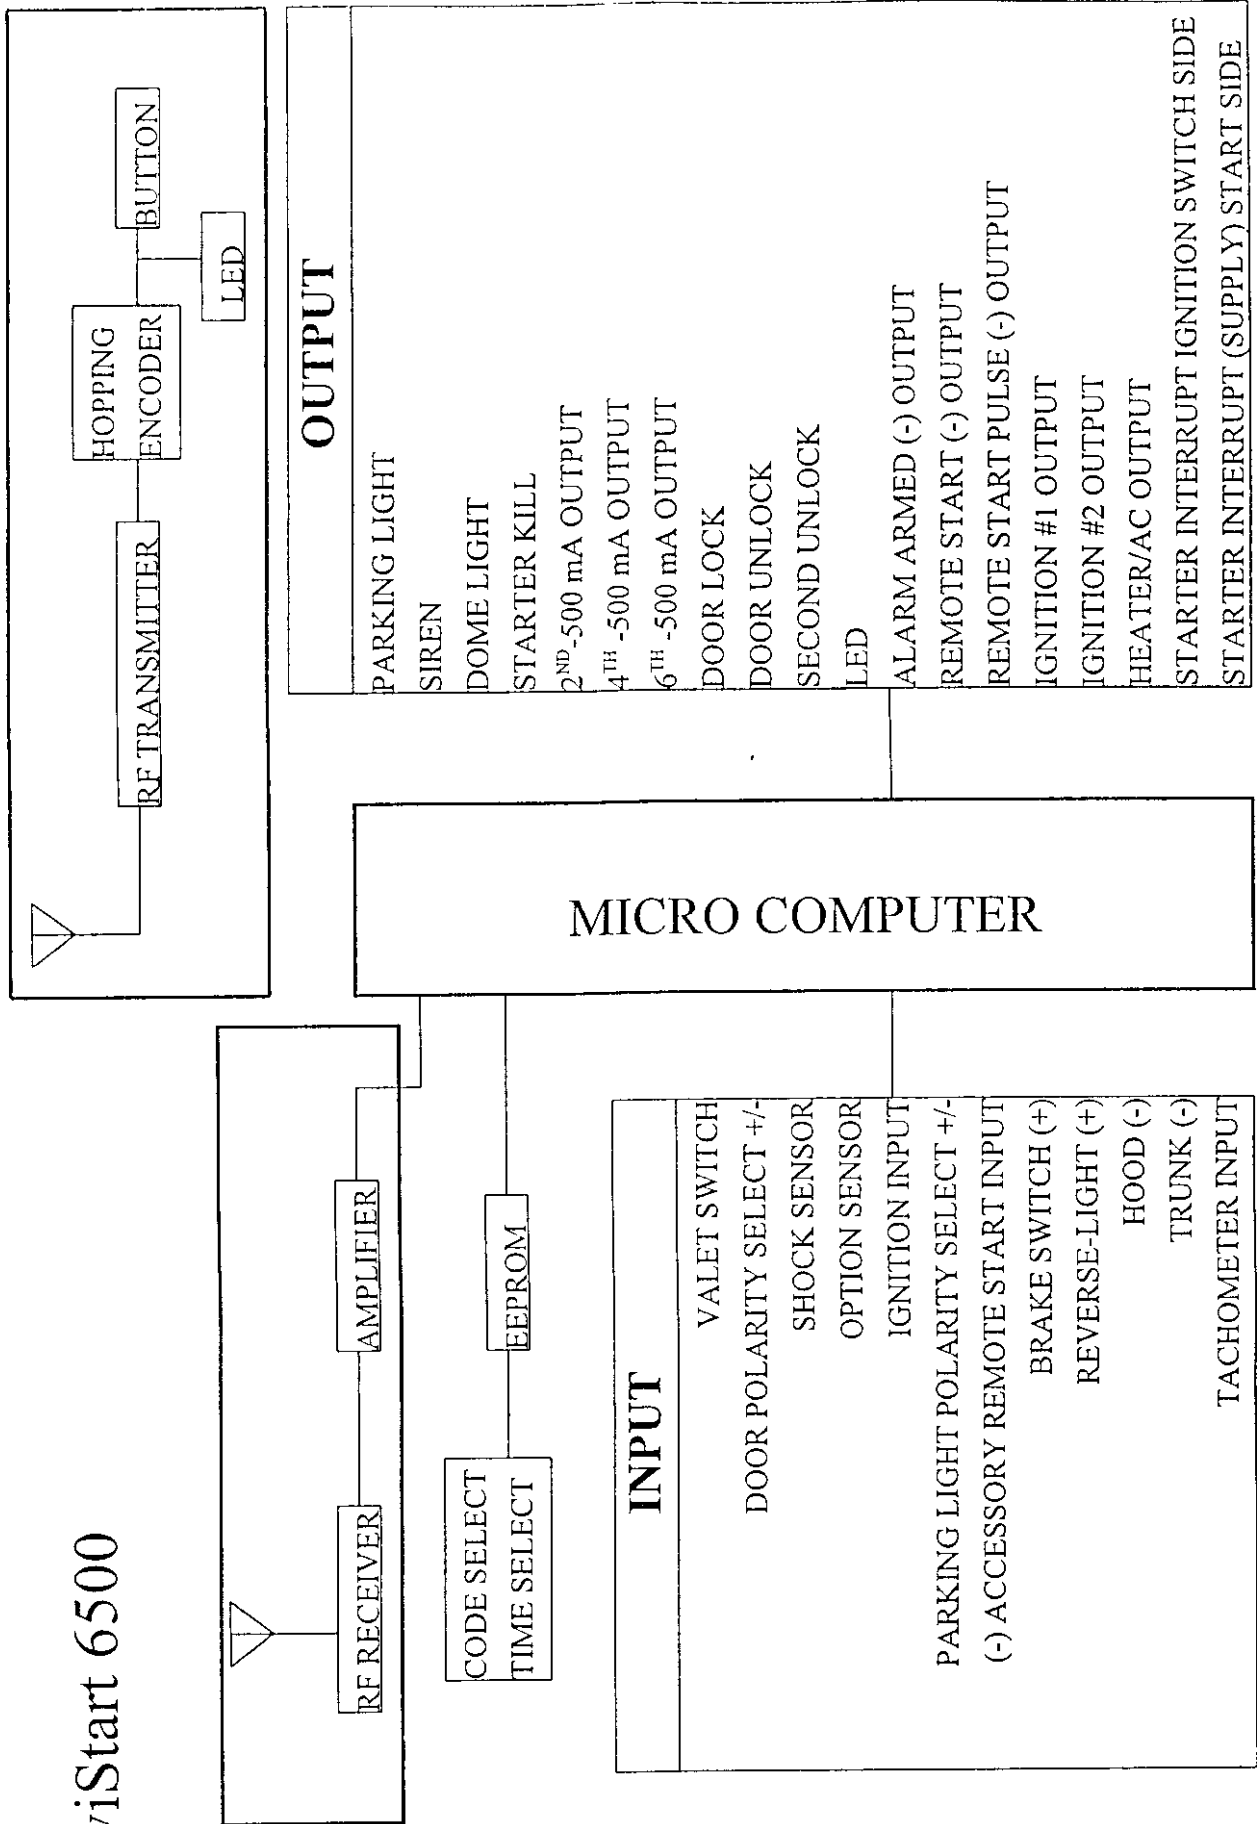 6500
RF RECEIVER
AMPLIFIER
CODE SELECT
TIME SELECT
EEPROM
INPUT
VALET SWITCH
DOOR POLARITY SELECT +/-
SHOCK SENSOR
OPTION SENSOR
IGNITION INPUT
PARKING LIGHT POLARITY SELECT +/-
(-) ACCESSORY REMOTE START INPUT
BRAKE SWITCH (+)
REVERSE-LIGHT (+)
HOOD (-)
TRUNK (-)
TACHOMETER INPUT
MICRO COMPUTER
RF TRANSMITTER
HOPPING
ENCODER
BUTTON
LED
OUTPUT
PARKING LIGHT
SIREN
DOME LIGHT
STARTER KILL
2ND -500 mA OUTPUT
4TH -500 mA OUTPUT
6TH -500 mA OUTPUT
DOOR LOCK
DOOR UNLOCK
SECOND UNLOCK
LED
ALARM ARMED (-) OUTPUT
REMOTE START (-) OUTPUT
REMOTE START PULSE (-) OUTPUT
IGNITION #1 OUTPUT
IGNITION #2 OUTPUT
HEATER/AC OUTPUT
STARTER INTERRUPT IGNITION SWITCH SIDE
STARTER INTERRUPT (SUPPLY) START SIDE